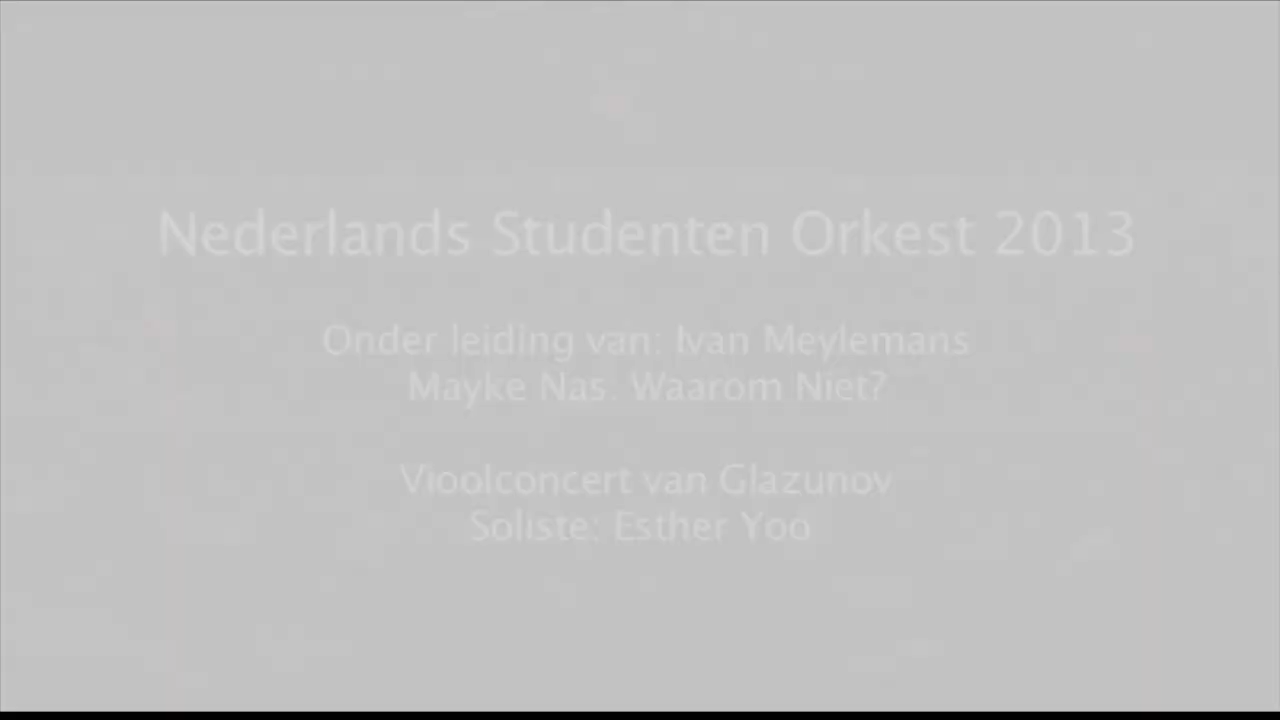 Nederlands Studenten Orkest 2013
Onder leiding van: Ivan Meylemans
Mayke Nas. Waarom Niet?
Vioolconcert van Glazunov
Soliste: Esther Yoo